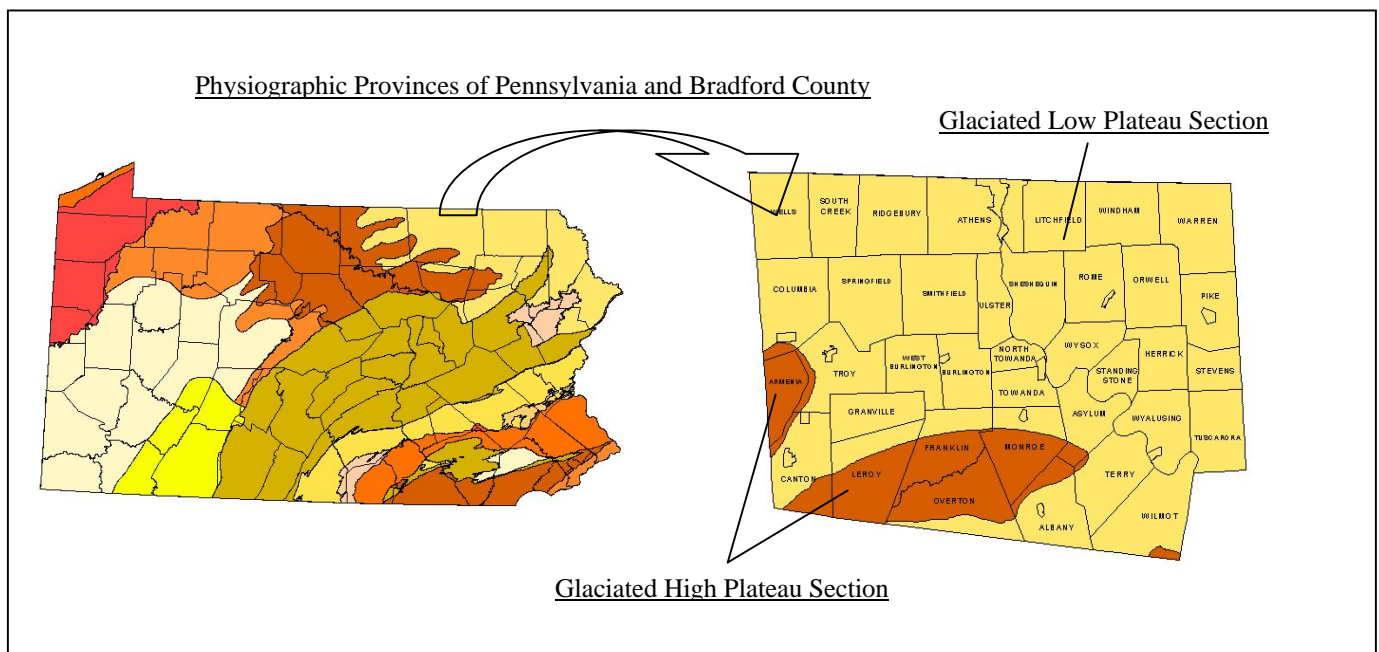 Physiographic Provinces of Pennsylvania and Bradford County
Glaciated Low Plateau Section
WELLS
SOUTH
CREEK
RIDGEBURY
ATHENS
LITCHFIELD
WINDHAM
WARREN
COLUMBIA
SPRINGFIELD
SMITHFIELD
ULSTER
SHESHEQUIN
ROME
ORWELL
PIKE
ARMENIA
TROY
WEST
BURLINGTON
BURLINGTON
NORTH
TOWANDA
WYSOX
STANDING
STONE
HERRICK
STEVENS
TOWANDA
GRANVILLE
ASYLUM
WYALUSING
TUSCARORA
CANTON
LEROY
FRANKLIN
MONROE
OVERTON
TERRY
ALBANY
WILMOT
Glaciated High Plateau Section